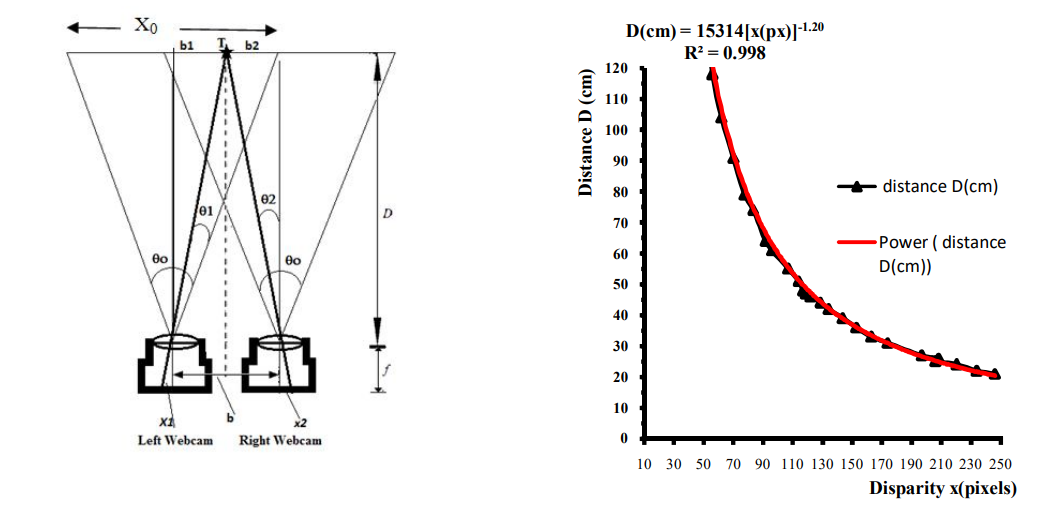 X₀
b1 T b2
θ1
θ2
D
θo
θo
f
X1
b
x2
Left Webcam
Right Webcam
D(cm) = 15314[x(px)]⁻¹·²⁰
R² = 0.998
Distance D (cm)
120
110
100
90
80
70
60
50
40
30
20
10
0
distance D(cm)
Power ( distance
D(cm))
10 30 50 70 90 110 130 150 170 190 210 230 250
Disparity x(pixels)